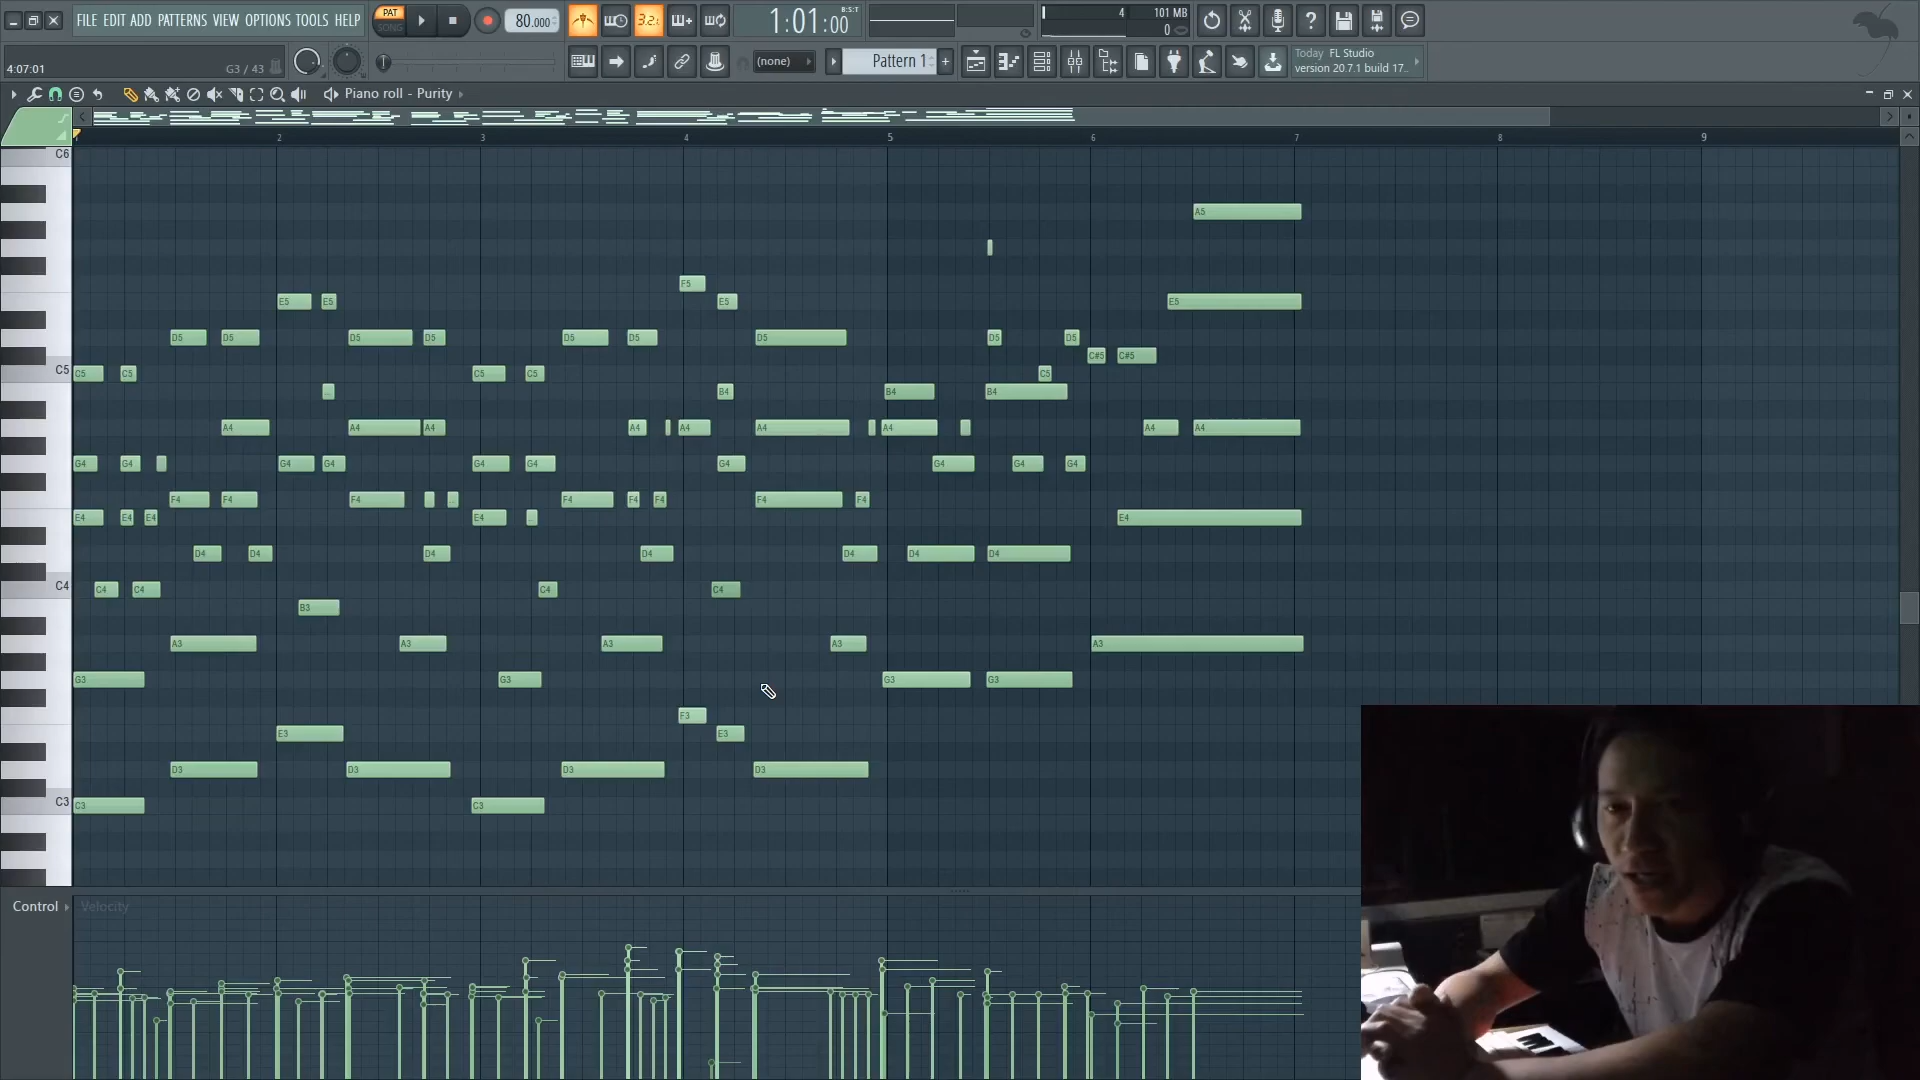 FILE EDIT ADD PATTERNS VIEW OPTIONS TOOLS HELP
PAT
SONG
80.000
3.2.1
1:01:00
B:S:T
4
101 MB
0
4:07:01
G3 / 43
(none)
Pattern 1
+
Today FL Studio
version 20.7.1 build 17..
Piano roll - Purity
2 3 4 5 6 7 8 9
C6
A5
F5
E5 E5 E5 E5
D5 D5 D5 D5 D5 D5 D5 D5 D5
C#5 C#5
C5
C5 C5 C5 C5 C5
B4 B4 B4
A4 A4 A4 A4 A4 A4 A4 A4 A4
G4 G4 G4 G4 G4 G4 G4 G4 G4 G4
F4 F4 F4 F4 F4 F4 F4 F4
E4 E4 E4 E4 E4
D4 D4 D4 D4 D4 D4 D4
C4
C4 C4 C4 C4
B3
A3 A3 A3 A3 A3
G3 G3 G3 G3
F3
E3 E3
D3 D3 D3 D3
C3
C3 C3
Control Velocity